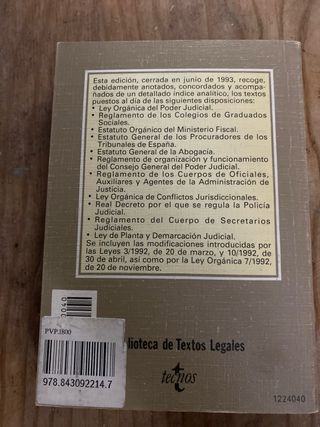 Esta edición, cerrada en junio de 1993, recoge,
debidamente anotados, concordados y acompa-
ñados de un detallado índice analítico, los textos
puestos al día de las siguientes disposiciones:
• Ley Orgánica del Poder Judicial.
• Reglamento de los Colegios de Graduados
Sociales.
• Estatuto Orgánico del Ministerio Fiscal.
• Estatuto General de los Procuradores de los
Tribunales de España.
• Estatuto General de la Abogacía.
• Reglamento de organización y funcionamiento
del Consejo General del Poder Judicial.
• Reglamento de los Cuerpos de Oficiales,
Auxiliares y Agentes de la Administración de
Justicia.
• Ley Orgánica de Conflictos Jurisdiccionales.
• Real Decreto por el que se regula la Policía
Judicial.
• Reglamento del Cuerpo de Secretarios
Judiciales.
• Ley de Planta y Demarcación Judicial.
Se incluyen las modificaciones introducidas por
las Leyes 3/1992, de 20 de marzo, y 10/1992, de
30 de abril, así como por la Ley Orgánica 7/1992,
de 20 de noviembre.
blioteca de Textos Legales
tecnos
1224040
PVP.1800
978.843092214.7